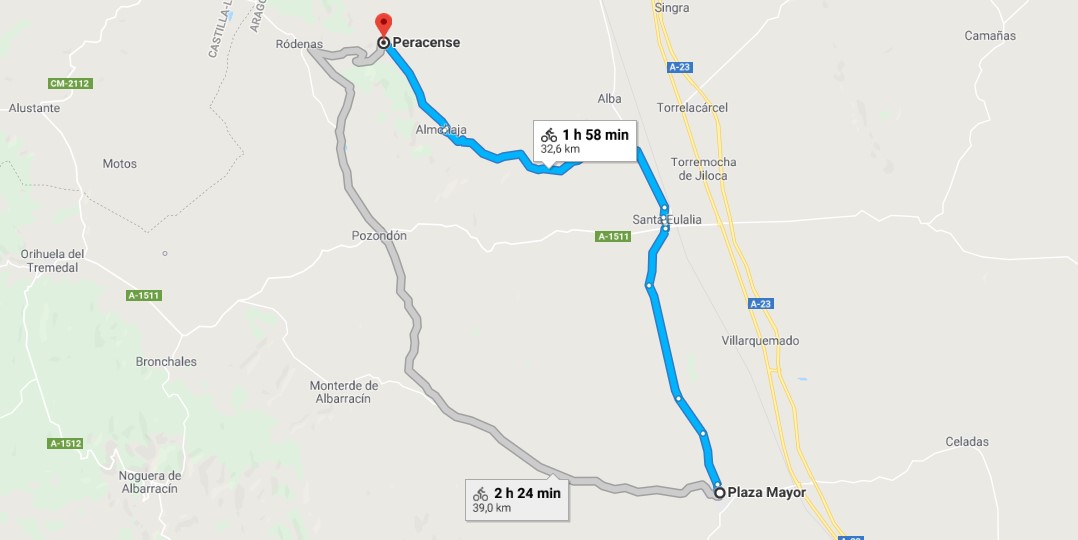 Singra
CASTILLA-L
ARAGO
Ródenas
Peracense
Camañas
A-23
CM-2112
Alustante
Alba
Torrelacárcel
Almohaja
1 h 58 min
32,6 km
Motos
Torremocha
de Jiloca
Santa Eulalia
Pozondón
A-1511
Orihuela del
Tremedal
A-1511
A-23
Villarquemado
Bronchales
Monterde de
Albarracín
A-1512
Celadas
Noguera de
Albarracín
2 h 24 min
39,0 km
Plaza Mayor